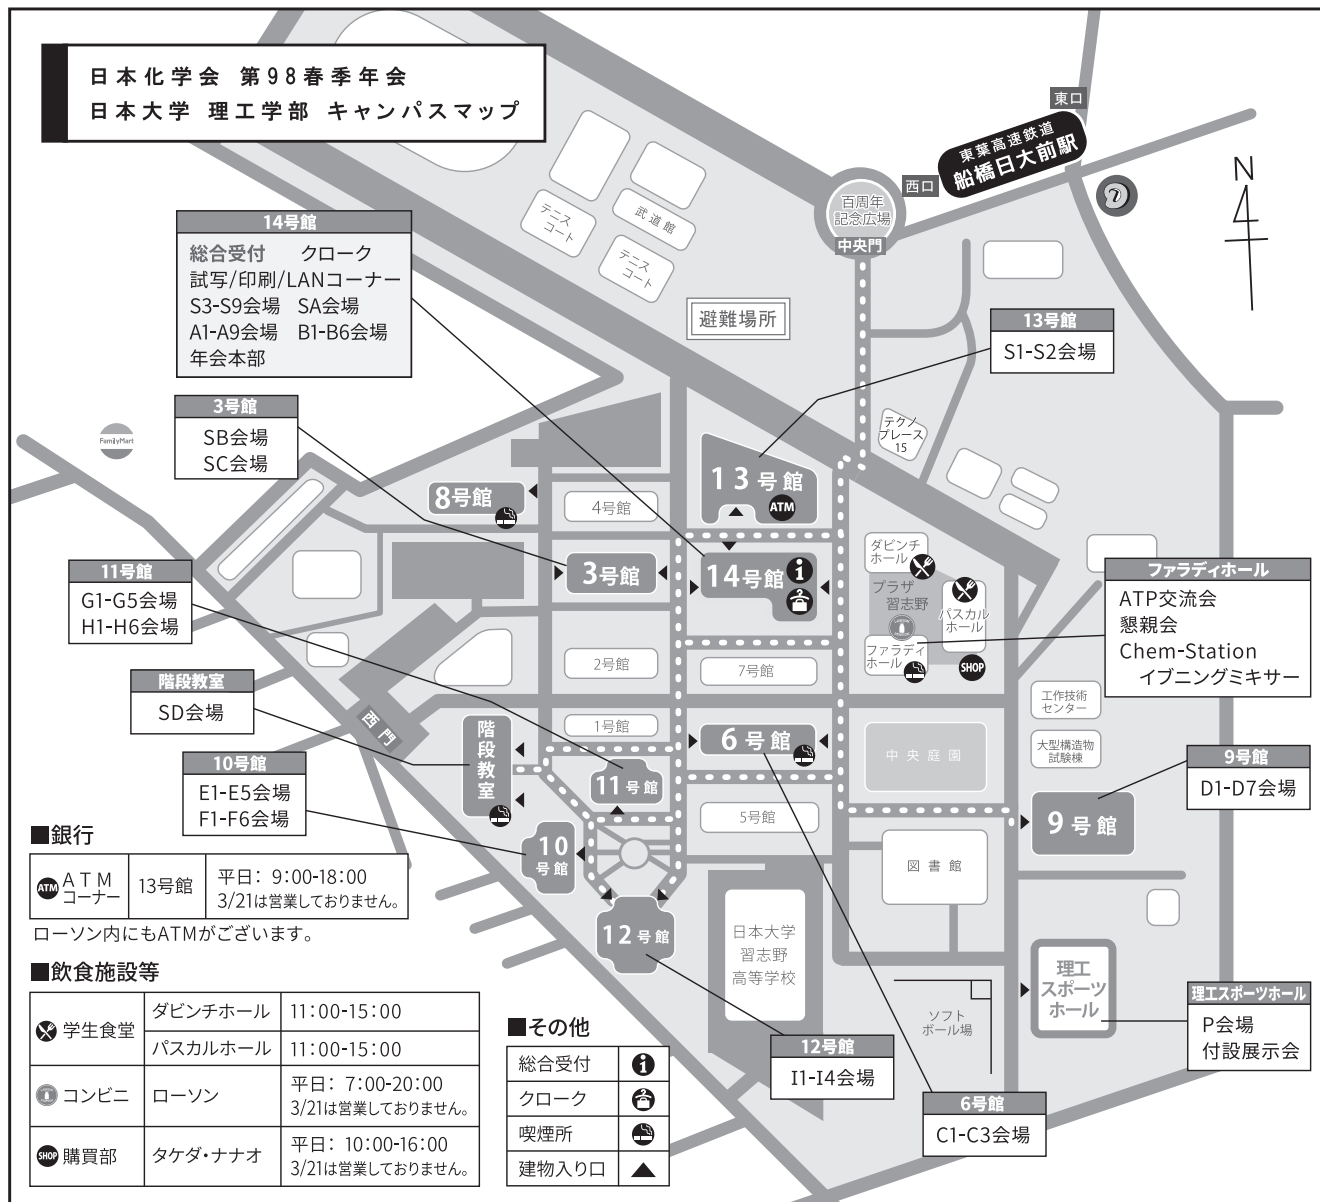 日本化学会 第98春季年会
日本大学 理工学部 キャンパスマップ
東口
東葉高速鉄道
船橋日大前駅
西口
N
百周年
記念広場
中央門
テニス
コート
武道館
テニス
コート
避難場所
14号館
総合受付 クローク
試写/印刷/LANコーナー
S3-S9会場 SA会場
A1-A9会場 B1-B6会場
年会本部
13号館
S1-S2会場
3号館
SB会場
SC会場
FamilyMart
テクノ
プレース
15
13号館
ATM
8号館
4号館
3号館
14号館
ダビンチ
ホール
プラザ
習志野
パスカル
ホール
ファラディ
ホール
SHOP
ファラディホール
ATP交流会
懇親会
Chem-Station
イブニングミキサー
11号館
G1-G5会場
H1-H6会場
2号館
7号館
階段教室
SD会場
西門
1号館
階段教室
6号館
中央庭園
工作技術
センター
大型構造物
試験棟
9号館
D1-D7会場
10号館
E1-E5会場
F1-F6会場
11号館
5号館
9号館
10
号館
図書館
12号館
日本大学
習志野
高等学校
理工
スポーツ
ホール
ソフト
ボール場
理工スポーツホール
P会場
付設展示会
12号館
I1-I4会場
6号館
C1-C3会場
■銀行
ATM ATM
コーナー 13号館 平日: 9:00-18:00
3/21は営業しておりません。
ローソン内にもATMがございます。
■飲食施設等
学生食堂 ダビンチホール 11:00-15:00
パスカルホール 11:00-15:00
コンビニ ローソン 平日: 7:00-20:00
3/21は営業しておりません。
SHOP 購買部 タケダ・ナナオ 平日: 10:00-16:00
3/21は営業しておりません。
■その他
総合受付
クローク
喫煙所
建物入り口 ▲